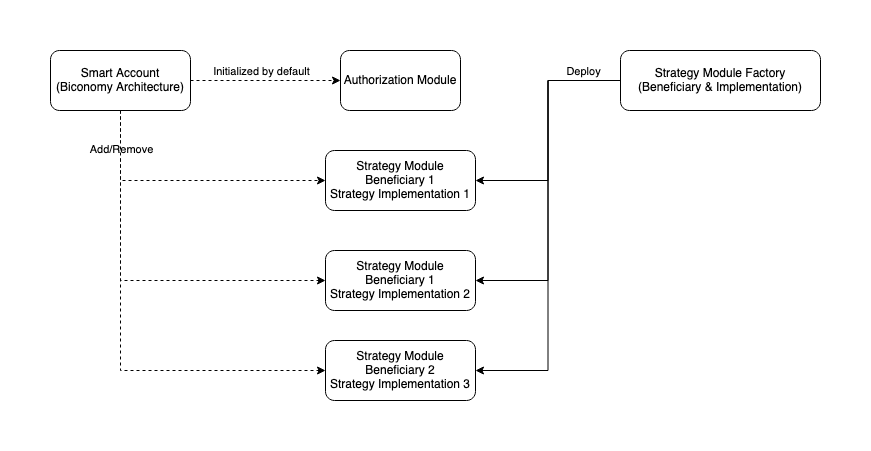 Smart Account
(Biconomy Architecture)
Initialized by default
Authorization Module
Deploy
Strategy Module Factory
(Beneficiary & Implementation)
Add/Remove
Strategy Module
Beneficiary 1
Strategy Implementation 1
Strategy Module
Beneficiary 1
Strategy Implementation 2
Strategy Module
Beneficiary 2
Strategy Implementation 3